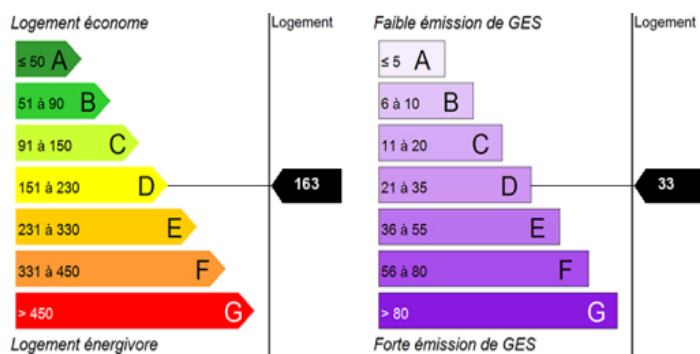 Logement économe Logement
≤ 50 A
51 à 90 B
91 à 150 C
151 à 230 D 163
231 à 330 E
331 à 450 F
> 450 G
Logement énergivore
Faible émission de GES Logement
≤ 5 A
6 à 10 B
11 à 20 C
21 à 35 D 33
36 à 55 E
56 à 80 F
> 80 G
Forte émission de GES